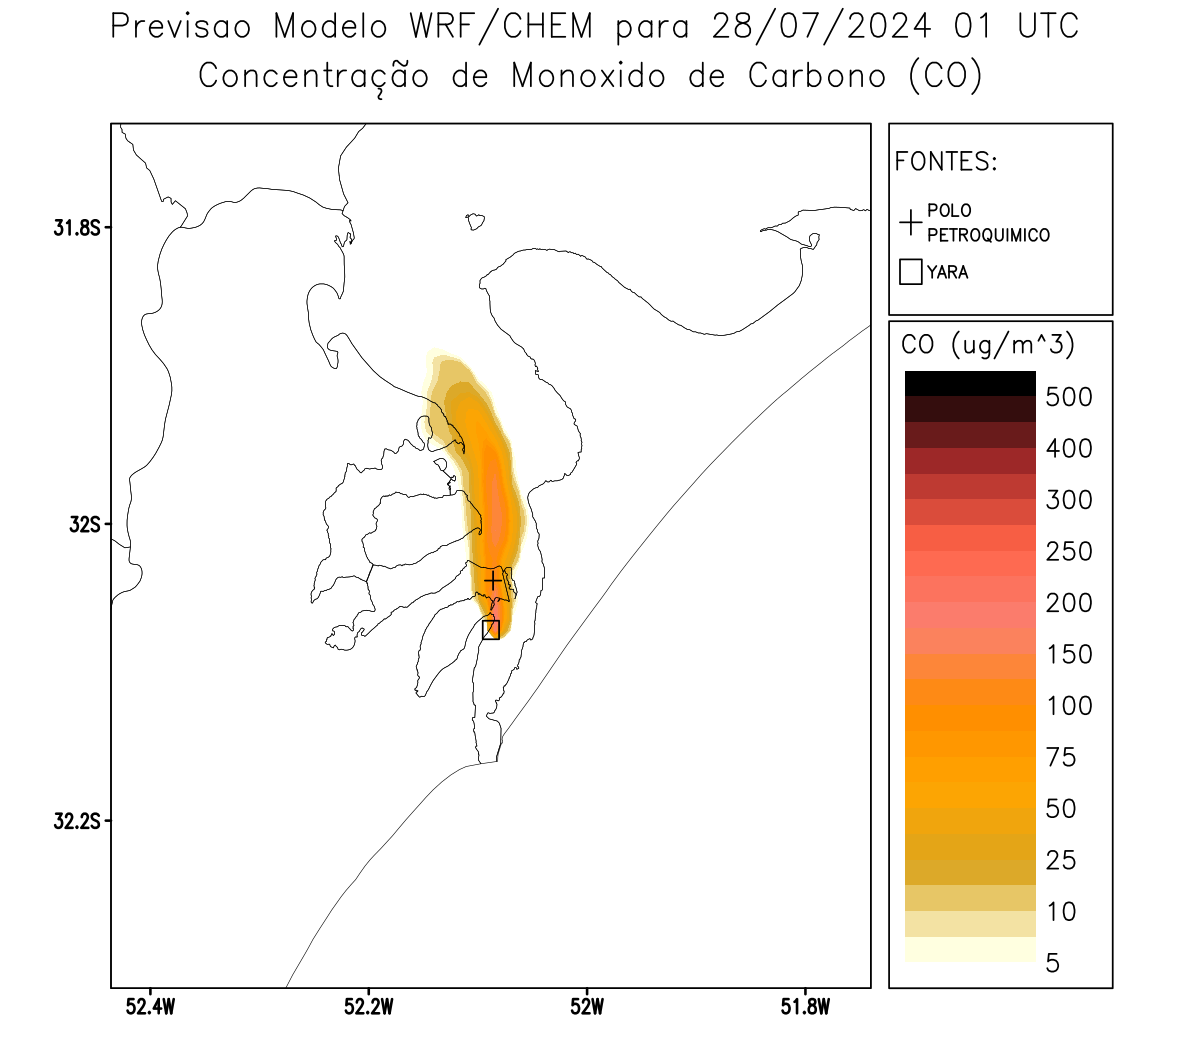 Previsao Modelo WRF/CHEM para 28/07/2024 01 UTC
Concentração de Monoxido de Carbono (CO)
FONTES:
POLO
PETROQUIMICO
YARA
CO (ug/m^3)
500
400
300
250
200
150
100
75
50
25
10
5
31.8S
32S
32.2S
52.4W
52.2W
52W
51.8W